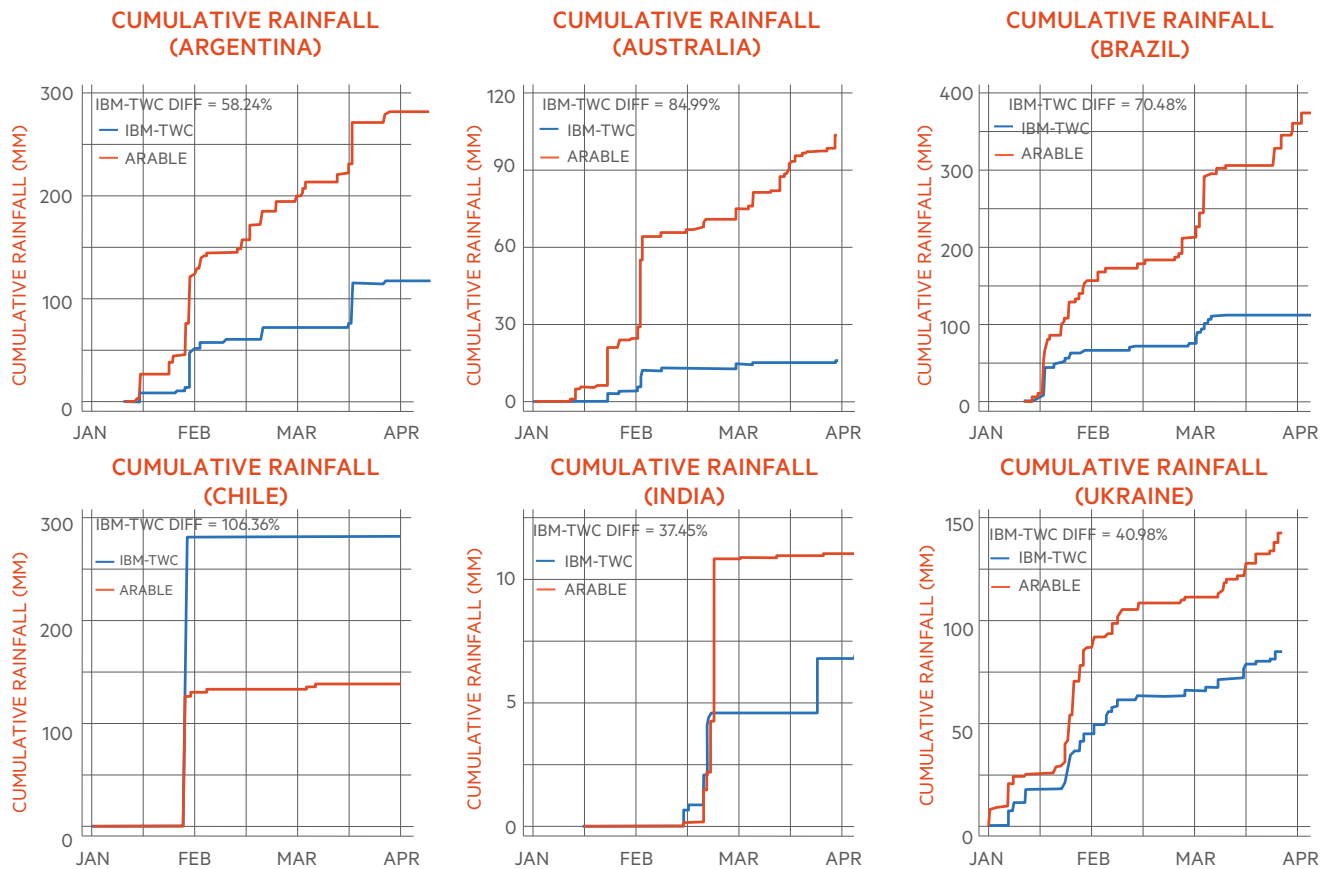 CUMULATIVE RAINFALL
(ARGENTINA)
CUMULATIVE RAINFALL (MM)
300
200
100
0
IBM-TWC DIFF = 58.24%
IBM-TWC
ARABLE
JAN FEB MAR APR
CUMULATIVE RAINFALL
(AUSTRALIA)
CUMULATIVE RAINFALL (MM)
120
90
60
30
0
IBM-TWC DIFF = 84.99%
IBM-TWC
ARABLE
JAN FEB MAR APR
CUMULATIVE RAINFALL
(BRAZIL)
CUMULATIVE RAINFALL (MM)
400
300
200
100
0
IBM-TWC DIFF = 70.48%
IBM-TWC
ARABLE
JAN FEB MAR APR
CUMULATIVE RAINFALL
(CHILE)
CUMULATIVE RAINFALL (MM)
300
200
100
0
IBM-TWC DIFF = 106.36%
IBM-TWC
ARABLE
JAN FEB MAR APR
CUMULATIVE RAINFALL
(INDIA)
CUMULATIVE RAINFALL (MM)
10
5
0
IBM-TWC DIFF = 37.45%
IBM-TWC
ARABLE
JAN FEB MAR APR
CUMULATIVE RAINFALL
(UKRAINE)
CUMULATIVE RAINFALL (MM)
150
100
50
0
IBM-TWC DIFF = 40.98%
IBM-TWC
ARABLE
JAN FEB MAR APR